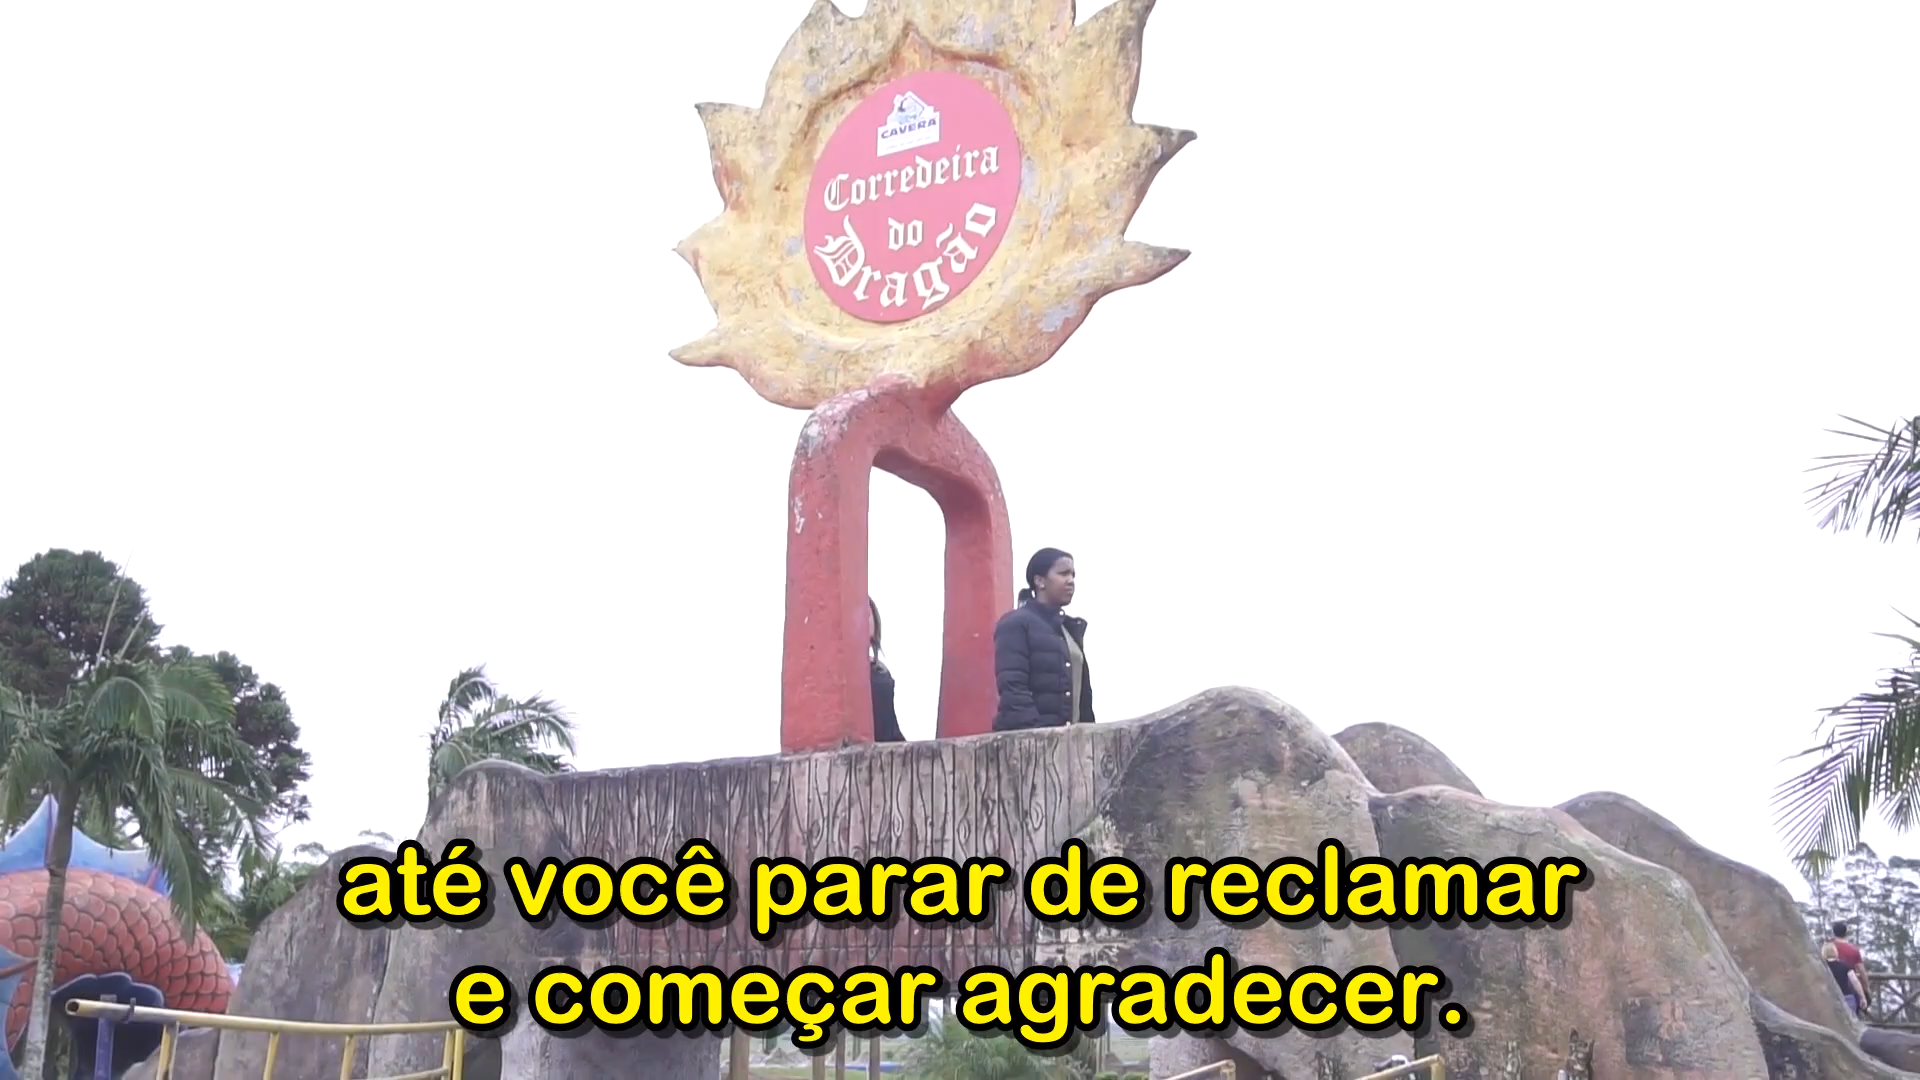 CAVERA
Corredeira
do
Dragão
até você parar de reclamar
e começar agradecer.